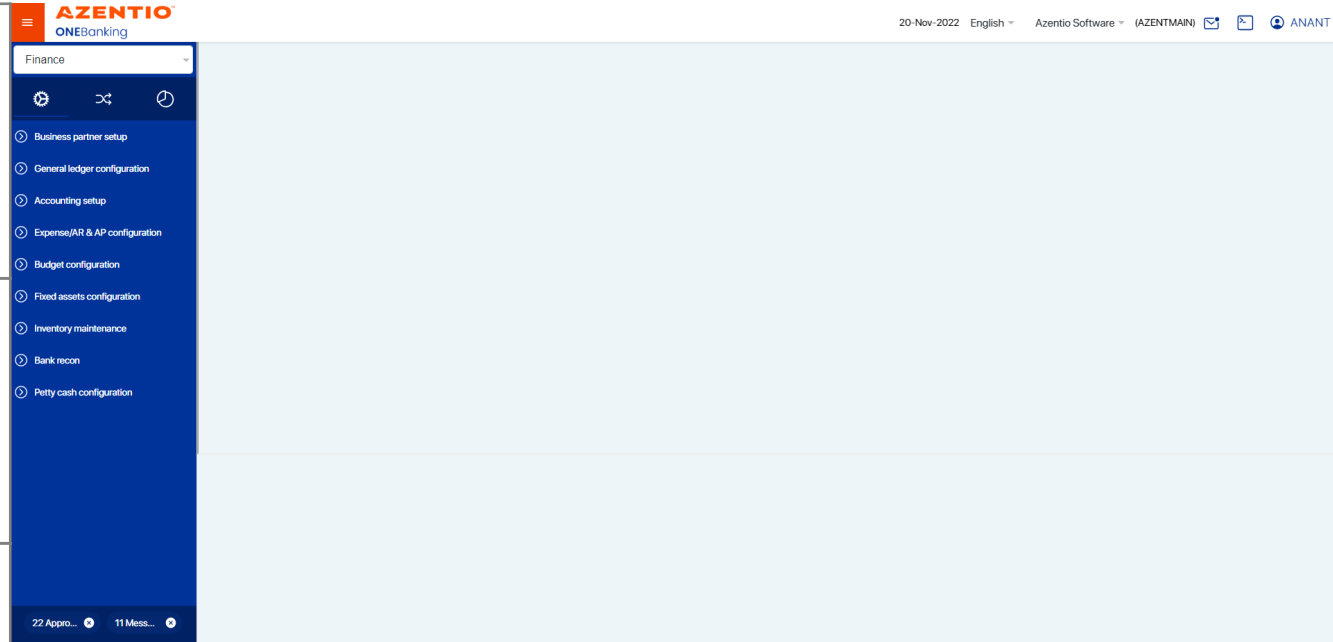 AZENTIO
ONEBanking
20-Nov-2022 English Azentio Software (AZENTMAIN) ANANT
Finance
Business partner setup
General ledger configuration
Accounting setup
Expense/AR & AP configuration
Budget configuration
Fixed assets configuration
Inventory maintenance
Bank recon
Petty cash configuration
22 Appro... 11 Mess...